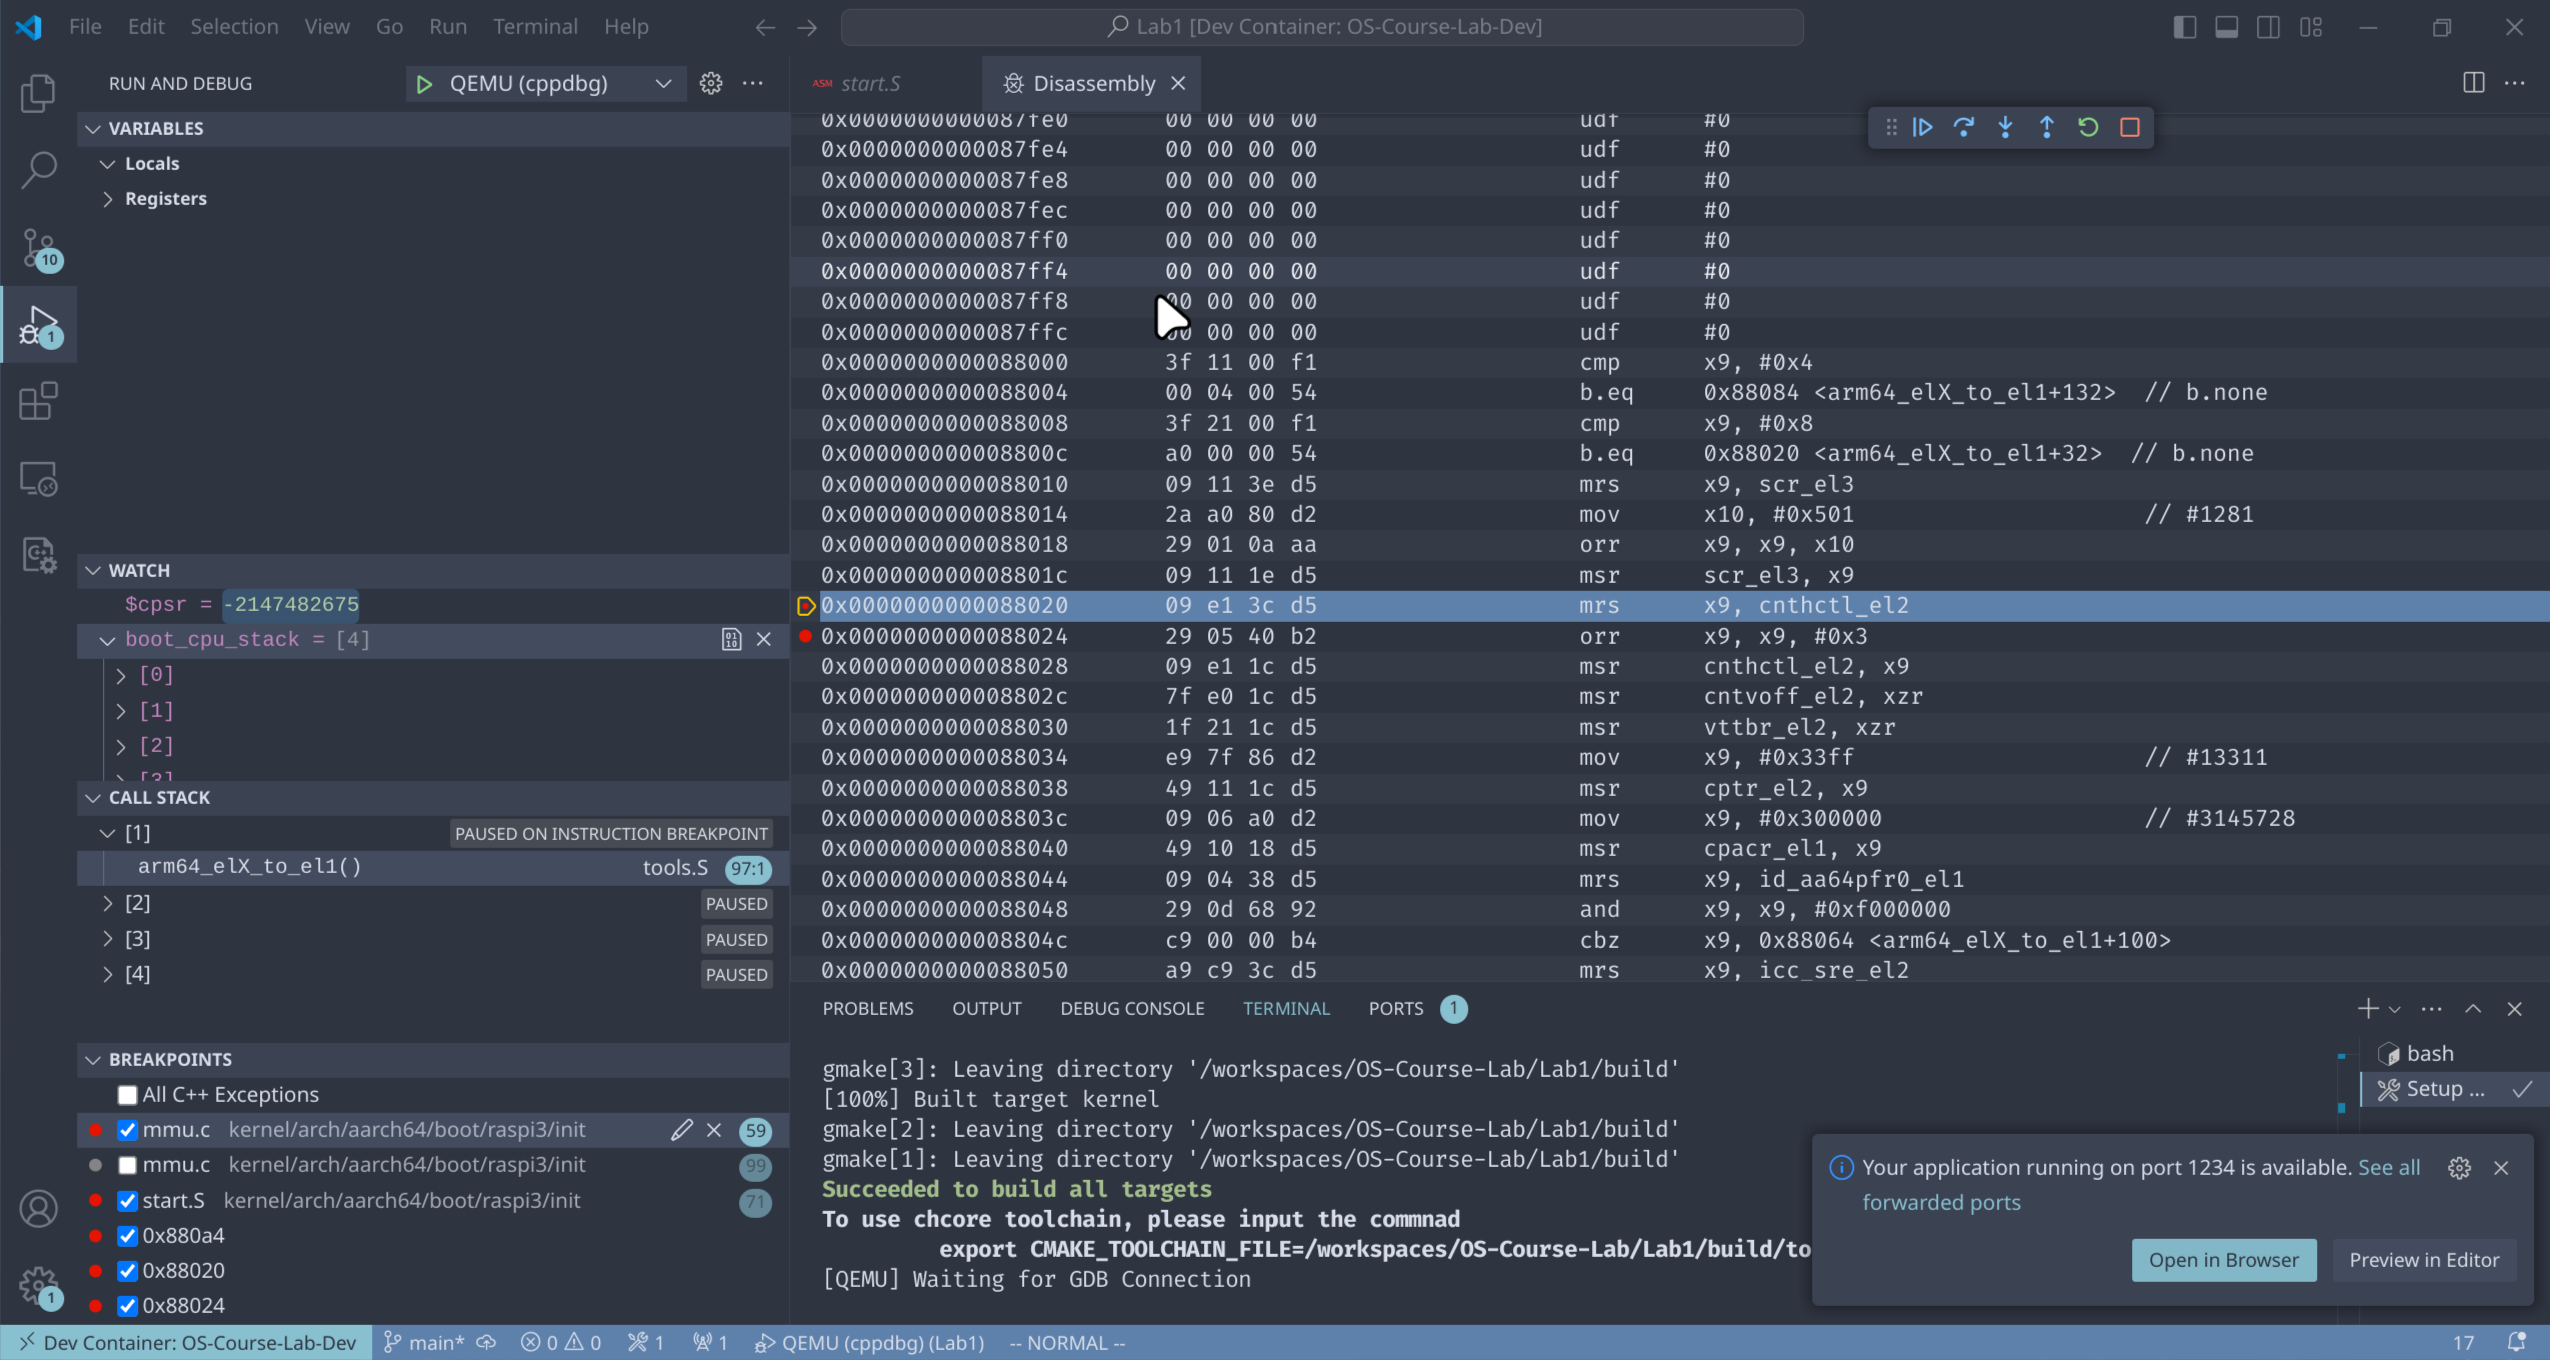 File Edit Selection View Go Run Terminal Help
Lab1 [Dev Container: OS-Course-Lab-Dev]
RUN AND DEBUG
QEMU (cppdbg)
VARIABLES
Locals
Registers
WATCH
$cpsr = -2147482675
boot_cpu_stack = [4]
[0]
[1]
[2]
[3]
CALL STACK
[1] PAUSED ON INSTRUCTION BREAKPOINT
arm64_elX_to_el1() tools.S 97:1
[2] PAUSED
[3] PAUSED
[4] PAUSED
BREAKPOINTS
All C++ Exceptions
mmu.c kernel/arch/aarch64/boot/raspi3/init 59
mmu.c kernel/arch/aarch64/boot/raspi3/init 99
start.S kernel/arch/aarch64/boot/raspi3/init 71
0x880a4
0x88020
0x88024
10
1
1
ASM start.S
Disassembly
0x0000000000087fe0 00 00 00 00 udf #0
0x0000000000087fe4 00 00 00 00 udf #0
0x0000000000087fe8 00 00 00 00 udf #0
0x0000000000087fec 00 00 00 00 udf #0
0x0000000000087ff0 00 00 00 00 udf #0
0x0000000000087ff4 00 00 00 00 udf #0
0x0000000000087ff8 00 00 00 00 udf #0
0x0000000000087ffc 00 00 00 00 udf #0
0x0000000000088000 3f 11 00 f1 cmp x9, #0x4
0x0000000000088004 00 04 00 54 b.eq 0x88084 <arm64_elX_to_el1+132> // b.none
0x0000000000088008 3f 21 00 f1 cmp x9, #0x8
0x000000000008800c a0 00 00 54 b.eq 0x88020 <arm64_elX_to_el1+32> // b.none
0x0000000000088010 09 11 3e d5 mrs x9, scr_el3
0x0000000000088014 2a a0 80 d2 mov x10, #0x501 // #1281
0x0000000000088018 29 01 0a aa orr x9, x9, x10
0x000000000008801c 09 11 1e d5 msr scr_el3, x9
0x0000000000088020 09 e1 3c d5 mrs x9, cnthctl_el2
0x0000000000088024 29 05 40 b2 orr x9, x9, #0x3
0x0000000000088028 09 e1 1c d5 msr cnthctl_el2, x9
0x000000000008802c 7f e0 1c d5 msr cntvoff_el2, xzr
0x0000000000088030 1f 21 1c d5 msr vttbr_el2, xzr
0x0000000000088034 e9 7f 86 d2 mov x9, #0x33ff // #13311
0x0000000000088038 49 11 1c d5 msr cptr_el2, x9
0x000000000008803c 09 06 a0 d2 mov x9, #0x300000 // #3145728
0x0000000000088040 49 10 18 d5 msr cpacr_el1, x9
0x0000000000088044 09 04 38 d5 mrs x9, id_aa64pfr0_el1
0x0000000000088048 29 0d 68 92 and x9, x9, #0xf000000
0x000000000008804c c9 00 00 b4 cbz x9, 0x88064 <arm64_elX_to_el1+100>
0x0000000000088050 a9 c9 3c d5 mrs x9, icc_sre_el2
PROBLEMS OUTPUT DEBUG CONSOLE TERMINAL PORTS 1
gmake[3]: Leaving directory '/workspaces/OS-Course-Lab/Lab1/build'
[100%] Built target kernel
gmake[2]: Leaving directory '/workspaces/OS-Course-Lab/Lab1/build'
gmake[1]: Leaving directory '/workspaces/OS-Course-Lab/Lab1/build'
Succeeded to build all targets
To use chcore toolchain, please input the commnad
export CMAKE_TOOLCHAIN_FILE=/workspaces/OS-Course-Lab/Lab1/build/to
[QEMU] Waiting for GDB Connection
bash
Setup ...
Your application running on port 1234 is available. See all
forwarded ports
Open in Browser
Preview in Editor
Dev Container: OS-Course-Lab-Dev main* 0 0 1 1 QEMU (cppdbg) (Lab1) -- NORMAL -- 17